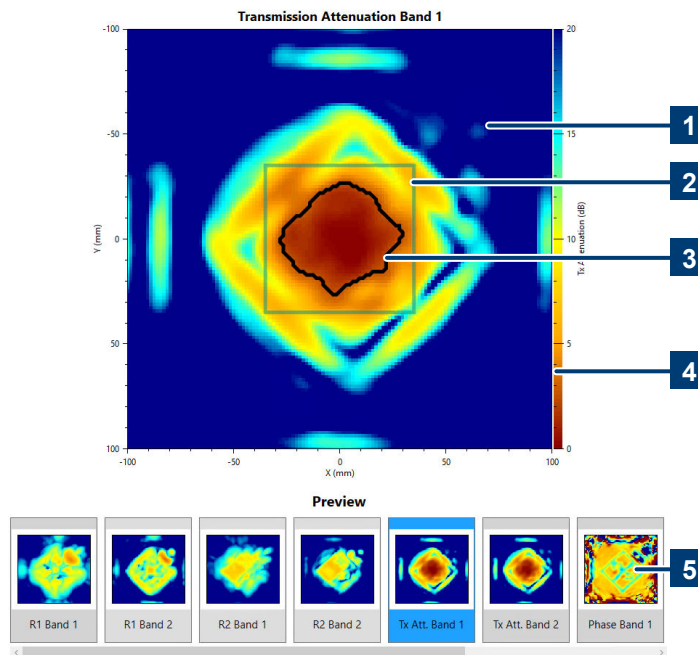 Transmission Attenuation Band 1
-100
-50
0
50
100
Y (mm)
-100 -50 0 50 100
X (mm)
20
15
10
5
0
Tx Attenuation (dB)
1
2
3
4
5
Preview
R1 Band 1
R1 Band 2
R2 Band 1
R2 Band 2
Tx Att. Band 1
Tx Att. Band 2
Phase Band 1